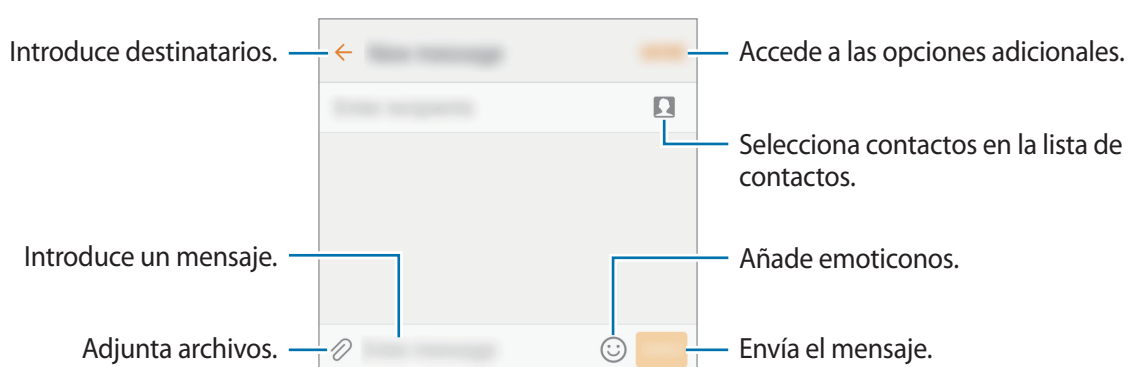 Introduce destinatarios.
Accede a las opciones adicionales.
Selecciona contactos en la lista de
contactos.
Introduce un mensaje.
Añade emoticonos.
Adjunta archivos.
Envía el mensaje.